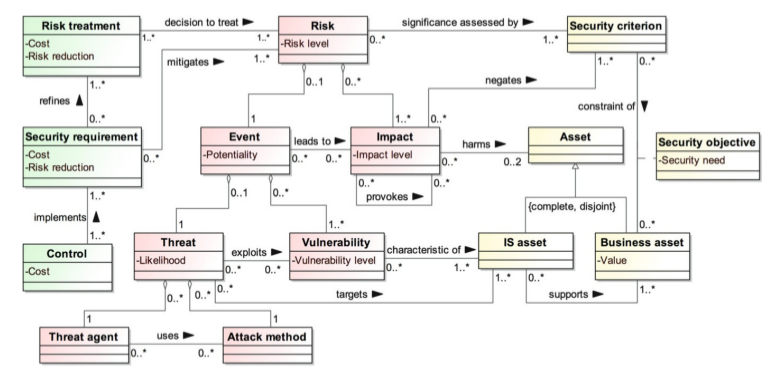 Risk treatment
-Cost
-Risk reduction
decision to treat ►
1..*
1..*
Risk
-Risk level
significance assessed by ►
0..*
1..*
Security criterion
mitigates ►
1..*
0..1
0..*
negates ►
1..*
0..*
1..*
refines ▲
0..*
constraint of ▼
1
1..*
0..*
Security requirement
-Cost
-Risk reduction
0..*
Event
-Potentiality
leads to ►
0..*
0..*
Impact
-Impact level
harms ►
0..*
0..2
Asset
Security objective
-Security need
0..*
0..*
provokes ►
1..*
0..1
0..*
{complete, disjoint}
implements ▲
1..*
1
1..*
0..*
Control
-Cost
Threat
-Likelihood
exploits ►
0..*
0..*
Vulnerability
-Vulnerability level
characteristic of ►
0..*
1..*
IS asset
Business asset
-Value
0..*
0..*
0..*
targets ►
1..*
0..*
supports ►
1..*
1
1
Threat agent
uses ►
0..*
0..*
Attack method